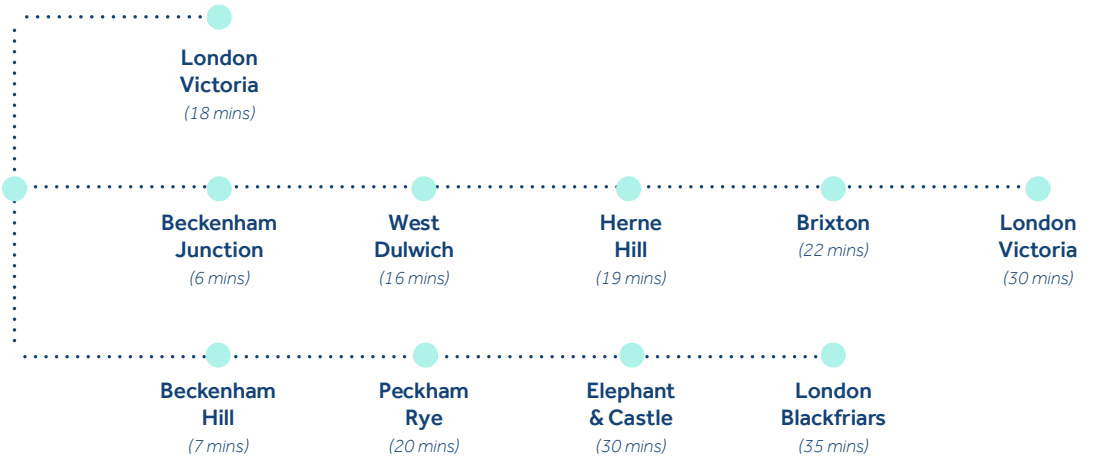 London
Victoria
(18 mins)
Beckenham
Junction
(6 mins)
West
Dulwich
(16 mins)
Herne
Hill
(19 mins)
Brixton
(22 mins)
London
Victoria
(30 mins)
Beckenham
Hill
(7 mins)
Peckham
Rye
(20 mins)
Elephant
& Castle
(30 mins)
London
Blackfriars
(35 mins)